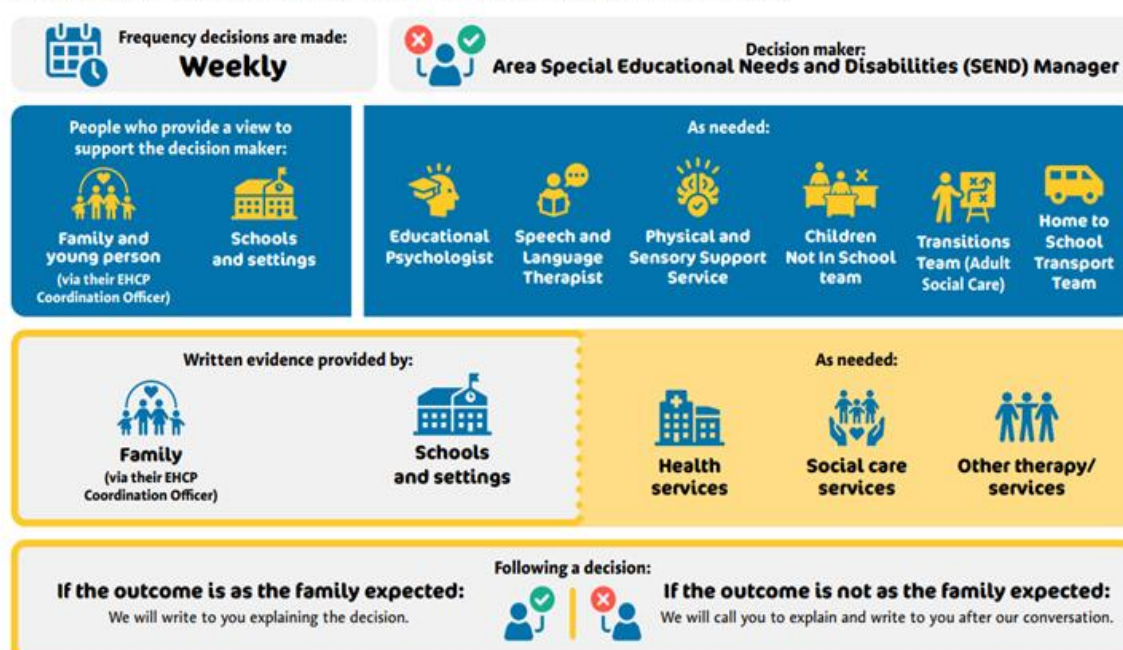 Frequency decisions are made:
Weekly
Decision maker:
Area Special Educational Needs and Disabilities (SEND) Manager
People who provide a view to
support the decision maker:
Family and
young person
(via their EHCP
Coordination Officer)
Schools
and settings
As needed:
Educational
Psychologist
Speech and
Language
Therapist
Physical and
Sensory Support
Service
Children
Not In School
team
Transitions
Team (Adult
Social Care)
Home to
School
Transport
Team
Written evidence provided by:
Family
(via their EHCP
Coordination Officer)
Schools
and settings
As needed:
Health
services
Social care
services
Other therapy/
services
Following a decision:
If the outcome is as the family expected:
We will write to you explaining the decision.
If the outcome is not as the family expected:
We will call you to explain and write to you after our conversation.